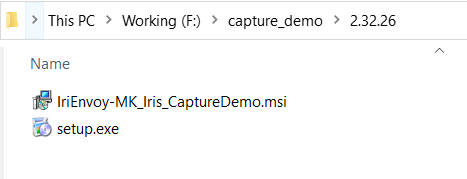 This PC > Working (F:) > capture_demo > 2.32.26
Name
IriEnvoy-MK_Iris_CaptureDemo.msi
setup.exe